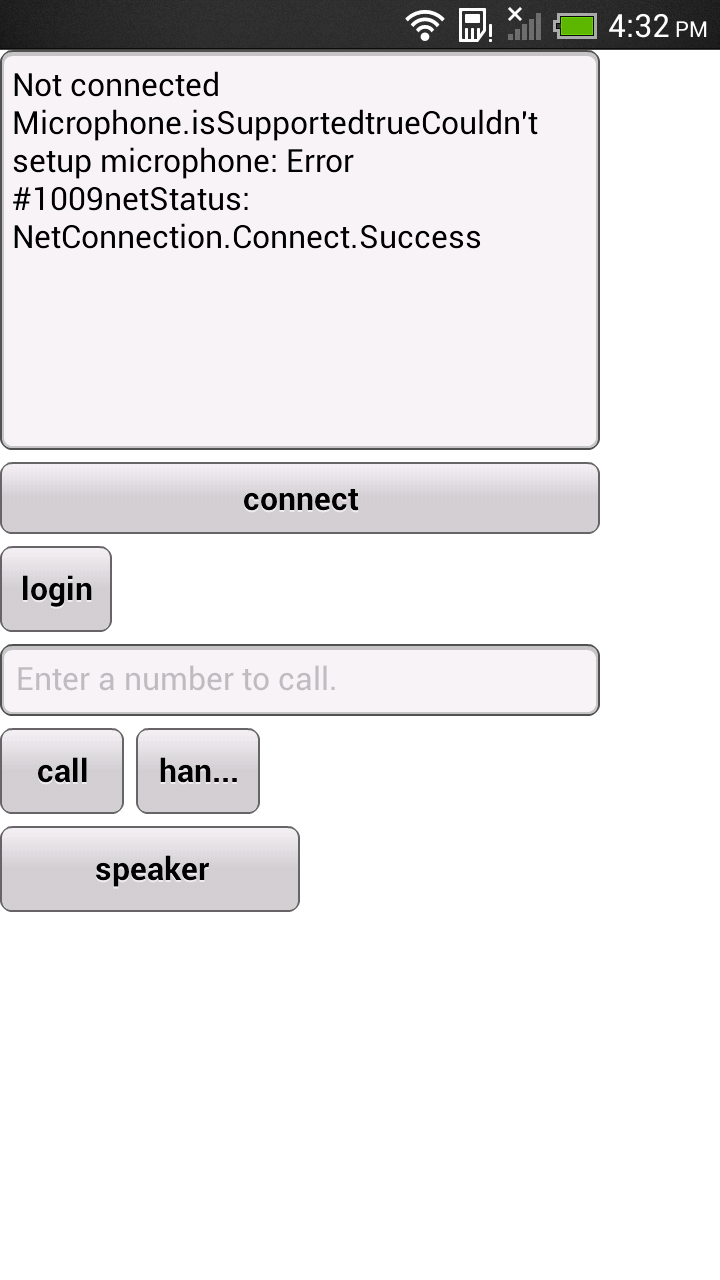 4:32 PM
Not connected
Microphone.isSupportedtrueCouldn't
setup microphone: Error
#1009netStatus:
NetConnection.Connect.Success
connect
login
Enter a number to call.
call han...
speaker